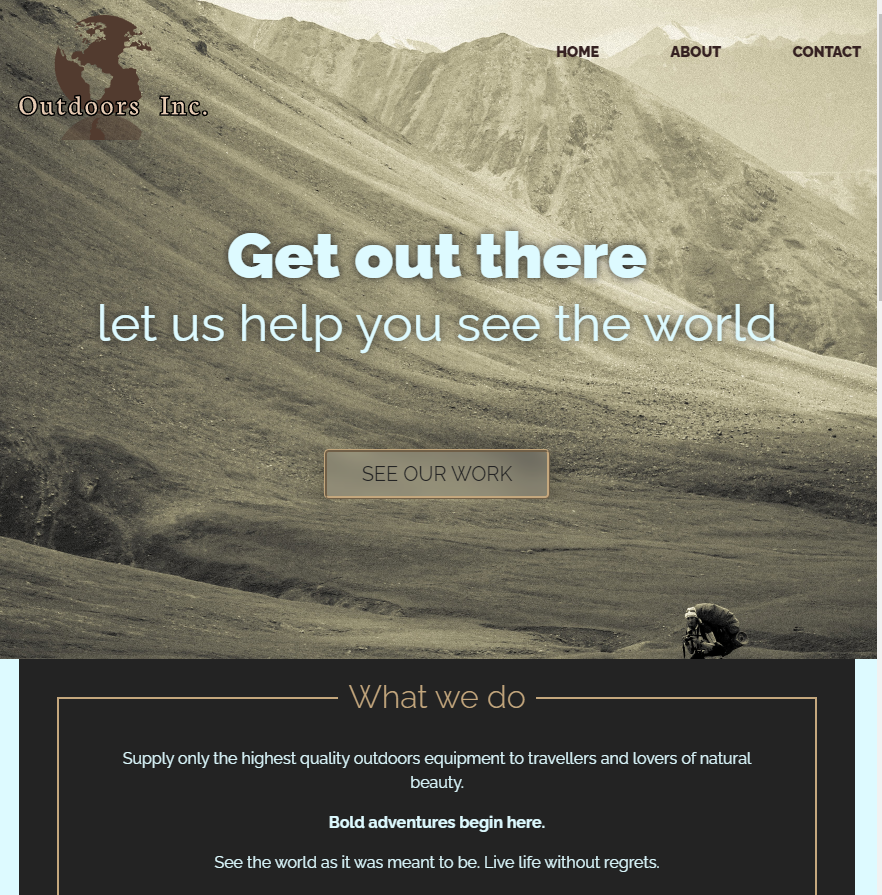 Outdoors Inc.
HOME ABOUT CONTACT
Get out there
let us help you see the world
SEE OUR WORK
What we do
Supply only the highest quality outdoors equipment to travellers and lovers of natural
beauty.
Bold adventures begin here.
See the world as it was meant to be. Live life without regrets.